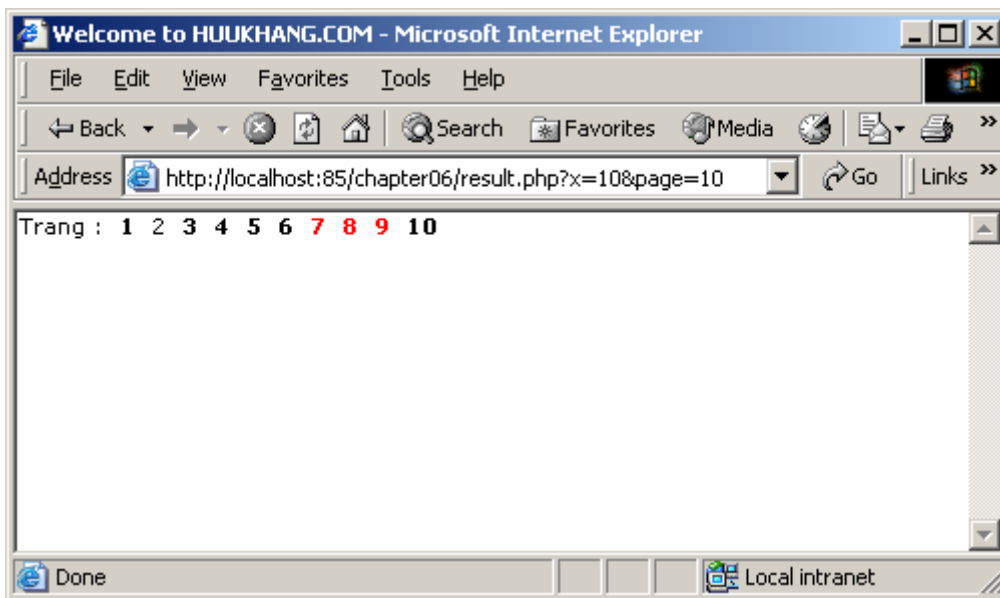 Welcome to HUUKHANG.COM - Microsoft Internet Explorer
File Edit View Favorites Tools Help
Back Search Favorites Media »
Address http://localhost:85/chapter06/result.php?x=10&page=10 Go Links »
Trang : 1 2 3 4 5 6 7 8 9 10
Done Local intranet